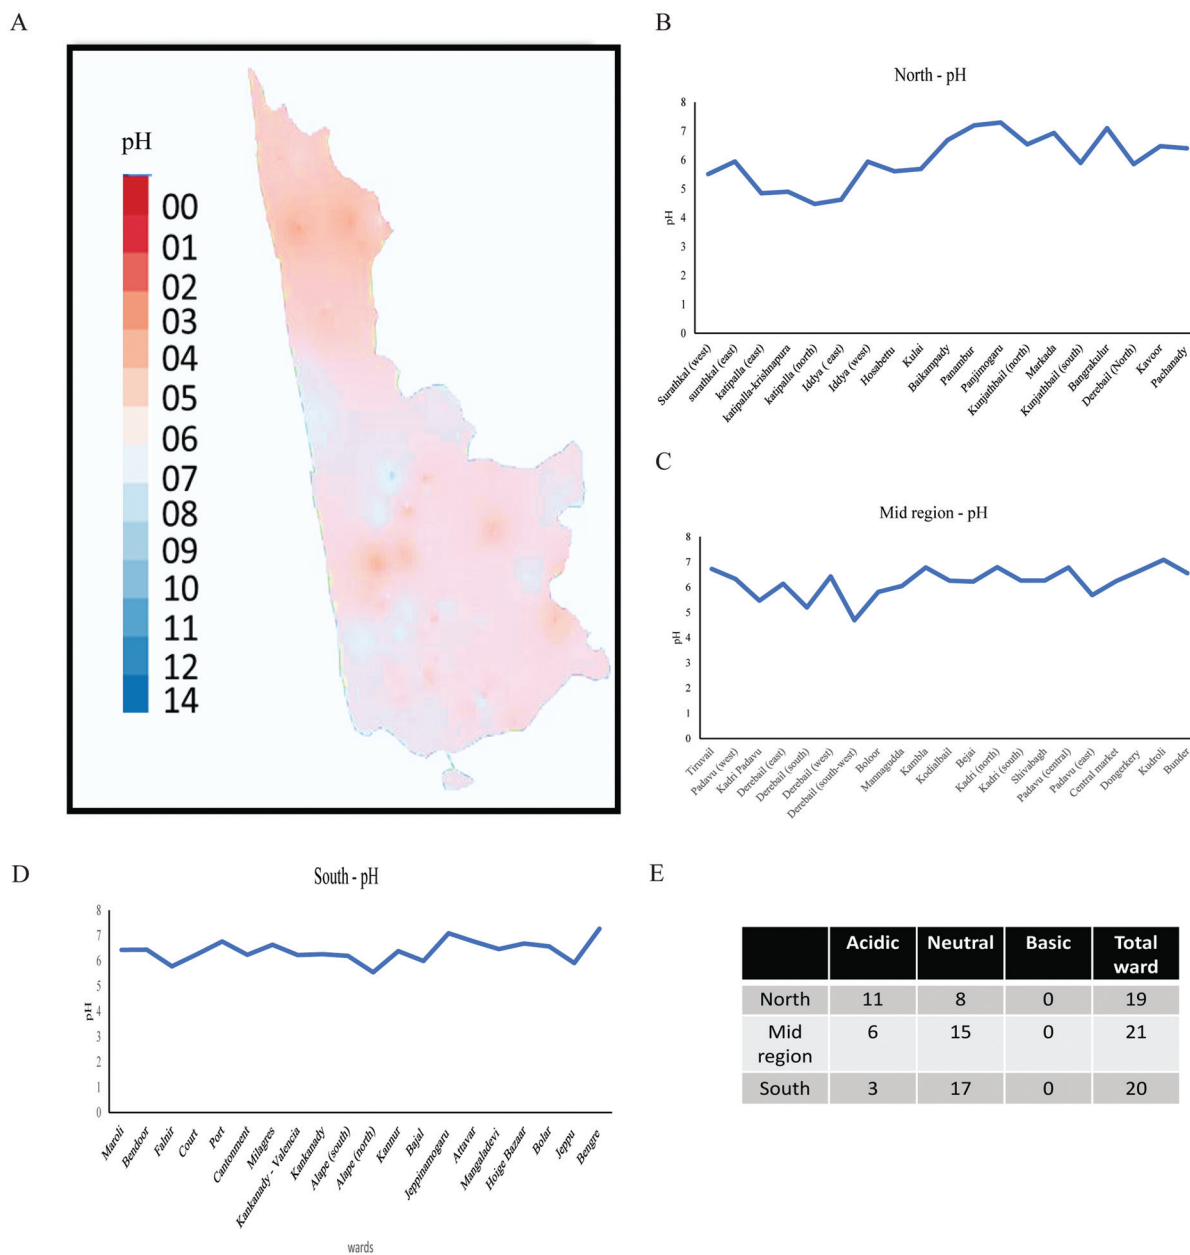 A
pH
00
01
02
03
04
05
06
07
08
09
10
11
12
14
B
North - pH
8
7
6
5
4
3
2
1
0
pH
Surathkal (west)
surathkal (east)
katipalla (east)
katipalla-krishnapura
katipalla (north)
Iddya (east)
Iddya (west)
Hosabettu
Kulai
Baikampady
Panambur
Panjimogaru
Kunjathbail (north)
Markada
Kunjathbail (south)
Bangrakulur
Derebail (North)
Kavoor
Pachanady
C
Mid region - pH
8
7
6
5
4
3
2
1
0
pH
Tiruvail
Padavu (west)
Kadri Padavu
Derebail (east)
Derebail (south)
Derebail (west)
Derebail (south-west)
Boloor
Mannagudda
Kambla
Kodialbail
Bejai
Kadri (north)
Kadri (south)
Shivabagh
Padavu (central)
Padavu (east)
Central market
Dongerkery
Kudroli
Bunder
D
South - pH
8
7
6
5
4
3
2
1
0
pH
Maroli
Bendoor
Falnir
Court
Port
Cantonment
Milagres
Kankanady - Valencia
Kankanady
Alape (south)
Alape (north)
Kannur
Bajal
Jeppinamogaru
Attavar
Mangaladevi
Hoige Bazaar
Bolar
Jeppu
Bengre
wards
E
Acidic Neutral Basic Total
ward
North 11 8 0 19
Mid 6 15 0 21
region
South 3 17 0 20